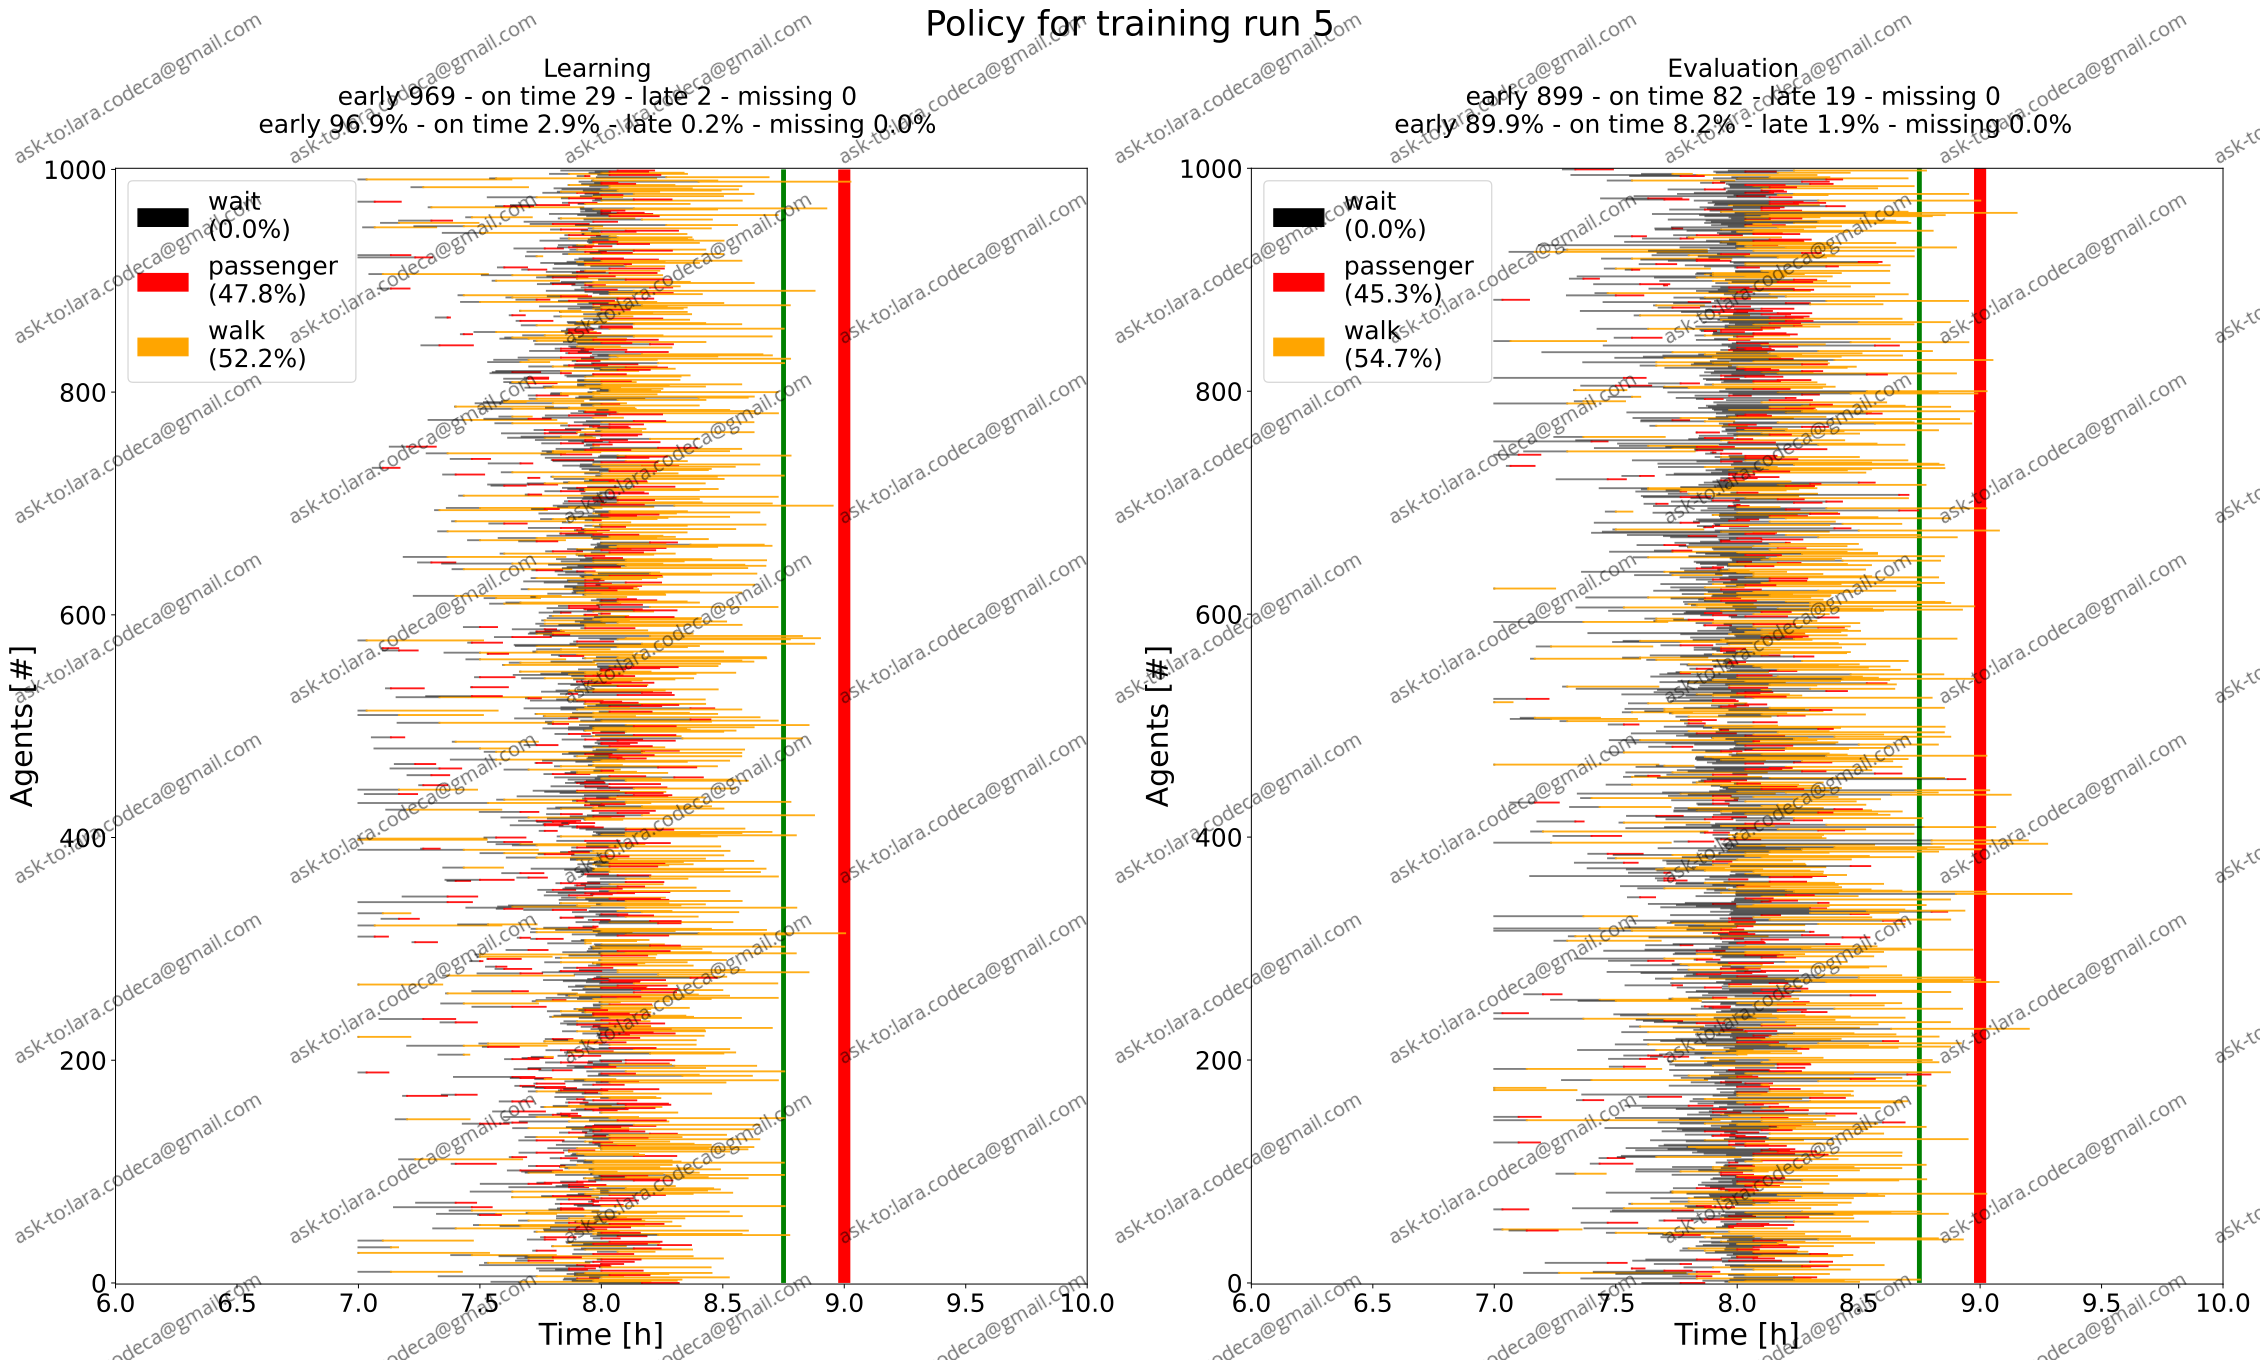 Policy for training run 5
Learning
early 969 - on time 29 - late 2 - missing 0
early 96.9% - on time 2.9% - late 0.2% - missing 0.0%
1000
800
600
400
200
0
Agents [#]
wait
(0.0%)
passenger
(47.8%)
walk
(52.2%)
6.0 6.5 7.0 7.5 8.0 8.5 9.0 9.5 10.0
Time [h]
Evaluation
early 899 - on time 82 - late 19 - missing 0
early 89.9% - on time 8.2% - late 1.9% - missing 0.0%
1000
800
600
400
200
0
Agents [#]
wait
(0.0%)
passenger
(45.3%)
walk
(54.7%)
6.0 6.5 7.0 7.5 8.0 8.5 9.0 9.5 10.0
Time [h]
ask-to:lara.codeca@gmail.com